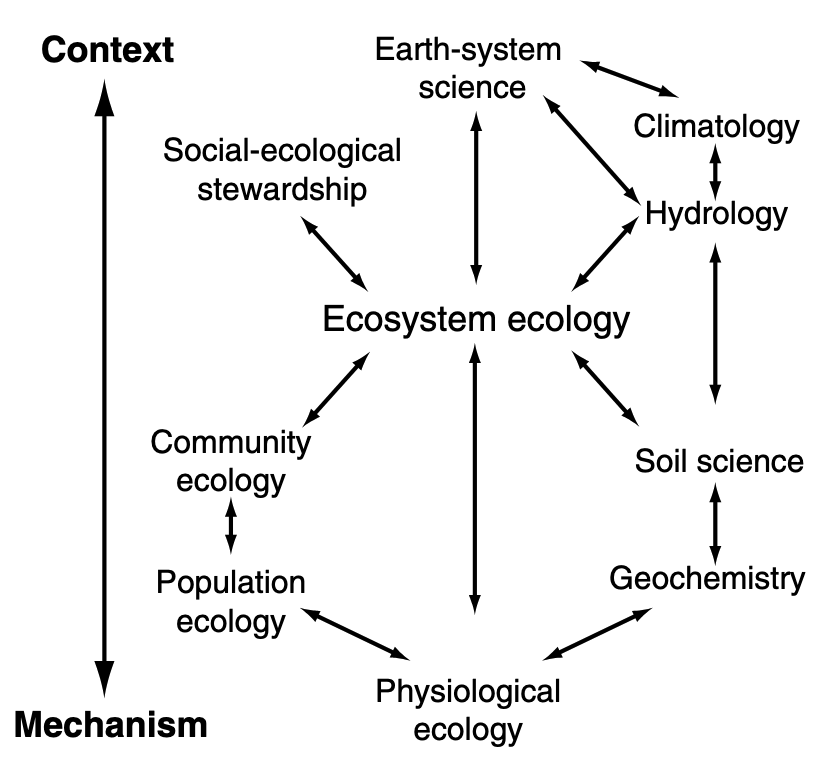 Context
Earth-system
science
Climatology
Social-ecological
stewardship
Hydrology
Ecosystem ecology
Community
ecology
Soil science
Population
ecology
Geochemistry
Physiological
ecology
Mechanism